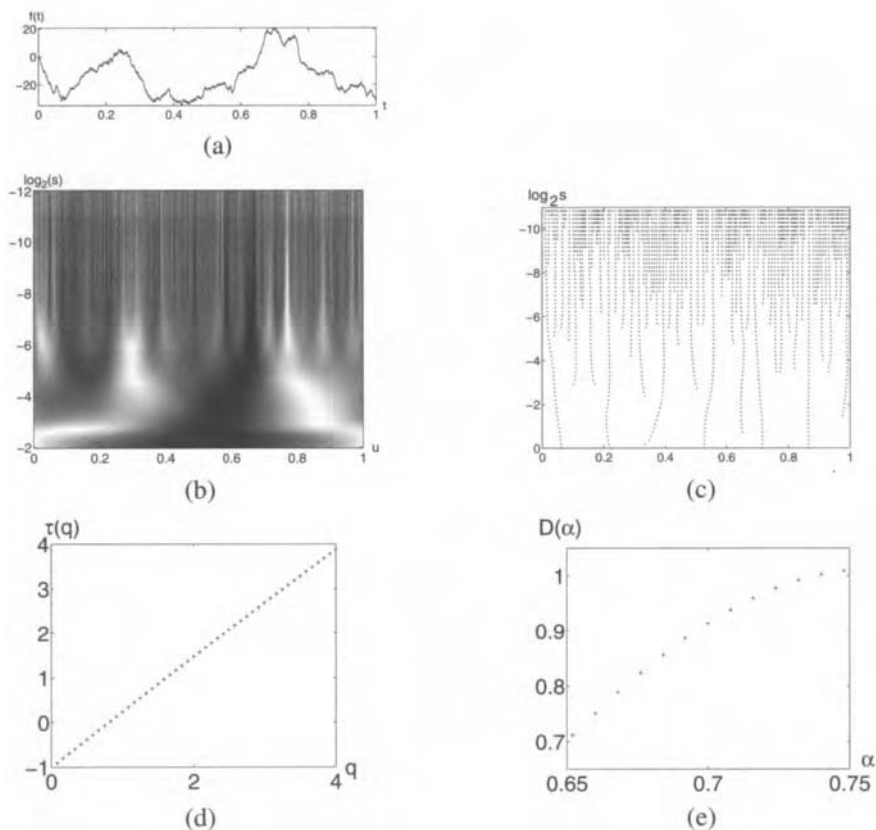 f(t)
20
0
−20
0 0.2 0.4 0.6 0.8 1 t
(a)
log₂(s)
−12
−10
−8
−6
−4
−2
0 0.2 0.4 0.6 0.8 1 u
(b)
log₂s
−10
−8
−6
−4
−2
0
0 0.2 0.4 0.6 0.8 1
(c)
τ(q)
4
3
2
1
0
−1
0 2 4 q
(d)
D(α)
1
0.9
0.8
0.7
0.65 0.7 0.75 α
(e)